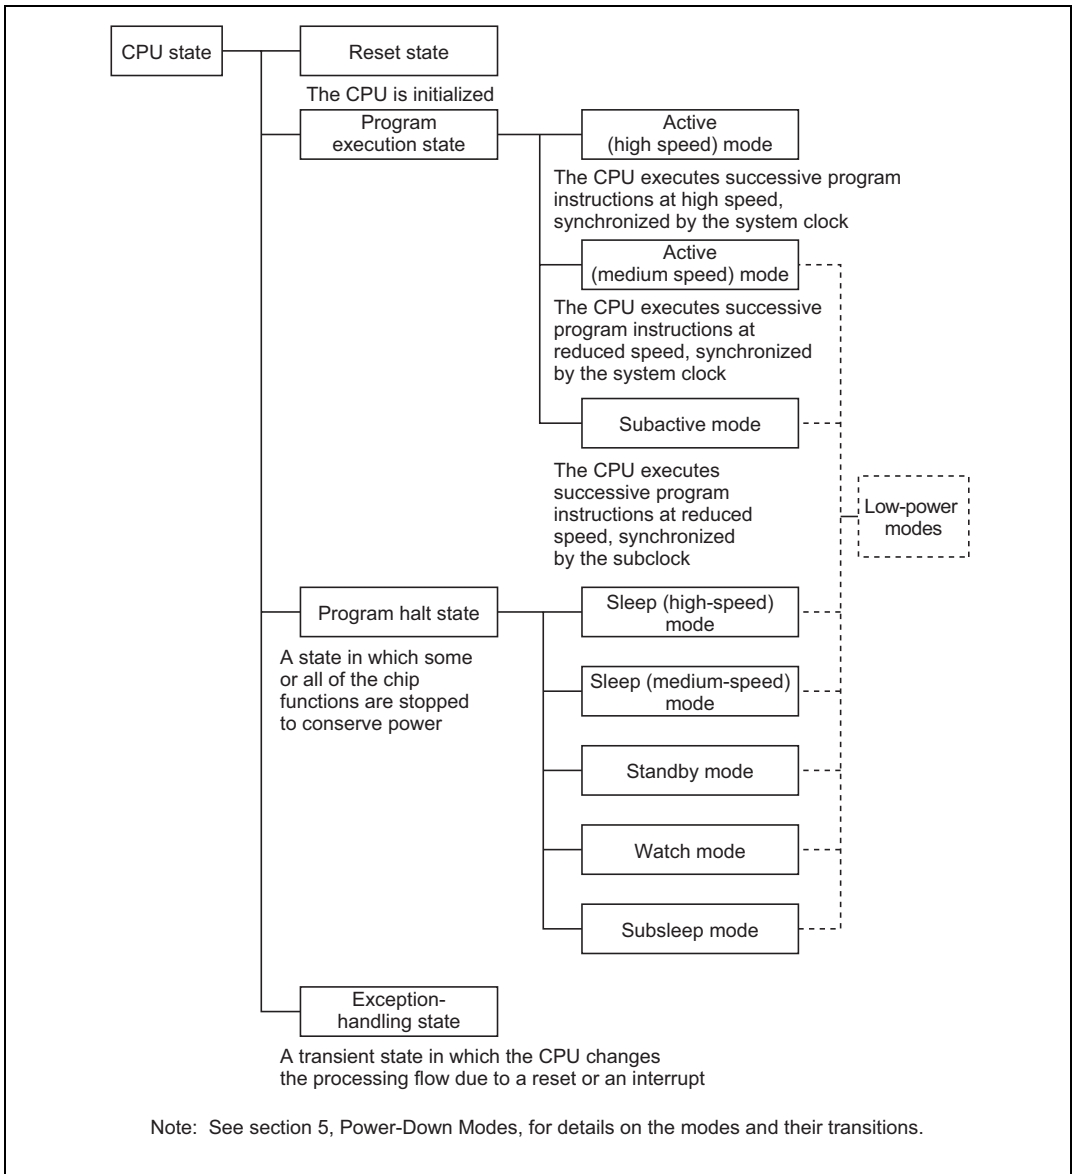 CPU state
Reset state
The CPU is initialized
Program
execution state
Active
(high speed) mode
The CPU executes successive program
instructions at high speed,
synchronized by the system clock
Active
(medium speed) mode
The CPU executes successive
program instructions at
reduced speed, synchronized
by the system clock
Subactive mode
The CPU executes
successive program
instructions at reduced
speed, synchronized
by the subclock
Low-power
modes
Program halt state
A state in which some
or all of the chip
functions are stopped
to conserve power
Sleep (high-speed)
mode
Sleep (medium-speed)
mode
Standby mode
Watch mode
Subsleep mode
Exception-
handling state
A transient state in which the CPU changes
the processing flow due to a reset or an interrupt
Note: See section 5, Power-Down Modes, for details on the modes and their transitions.